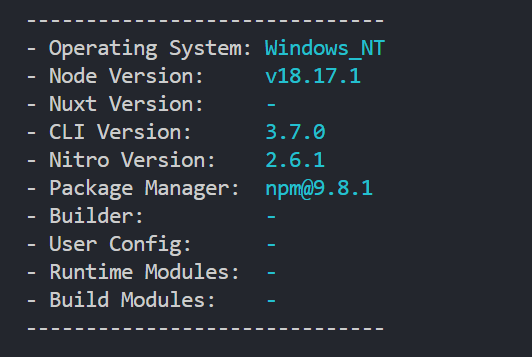 ------------------------------
- Operating System: Windows_NT
- Node Version:     v18.17.1
- Nuxt Version:     -
- CLI Version:      3.7.0
- Nitro Version:    2.6.1
- Package Manager:  npm@9.8.1
- Builder:          -
- User Config:      -
- Runtime Modules:  -
- Build Modules:    -
------------------------------